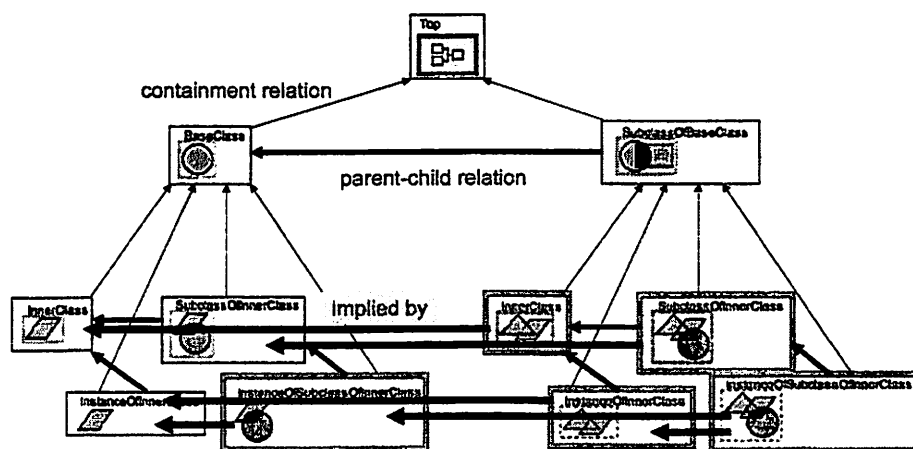 Top
containment relation
BaseClass
SubclassOfBaseClass
parent-child relation
InnerClass
SubclassOfInnerClass
Implied by
InnerClass
SubclassOfInnerClass
InstanceOfInnerClass
InstanceOfSubclassOfInnerClass
InstanceOfInnerClass
InstanceOfSubclassOfInnerClass